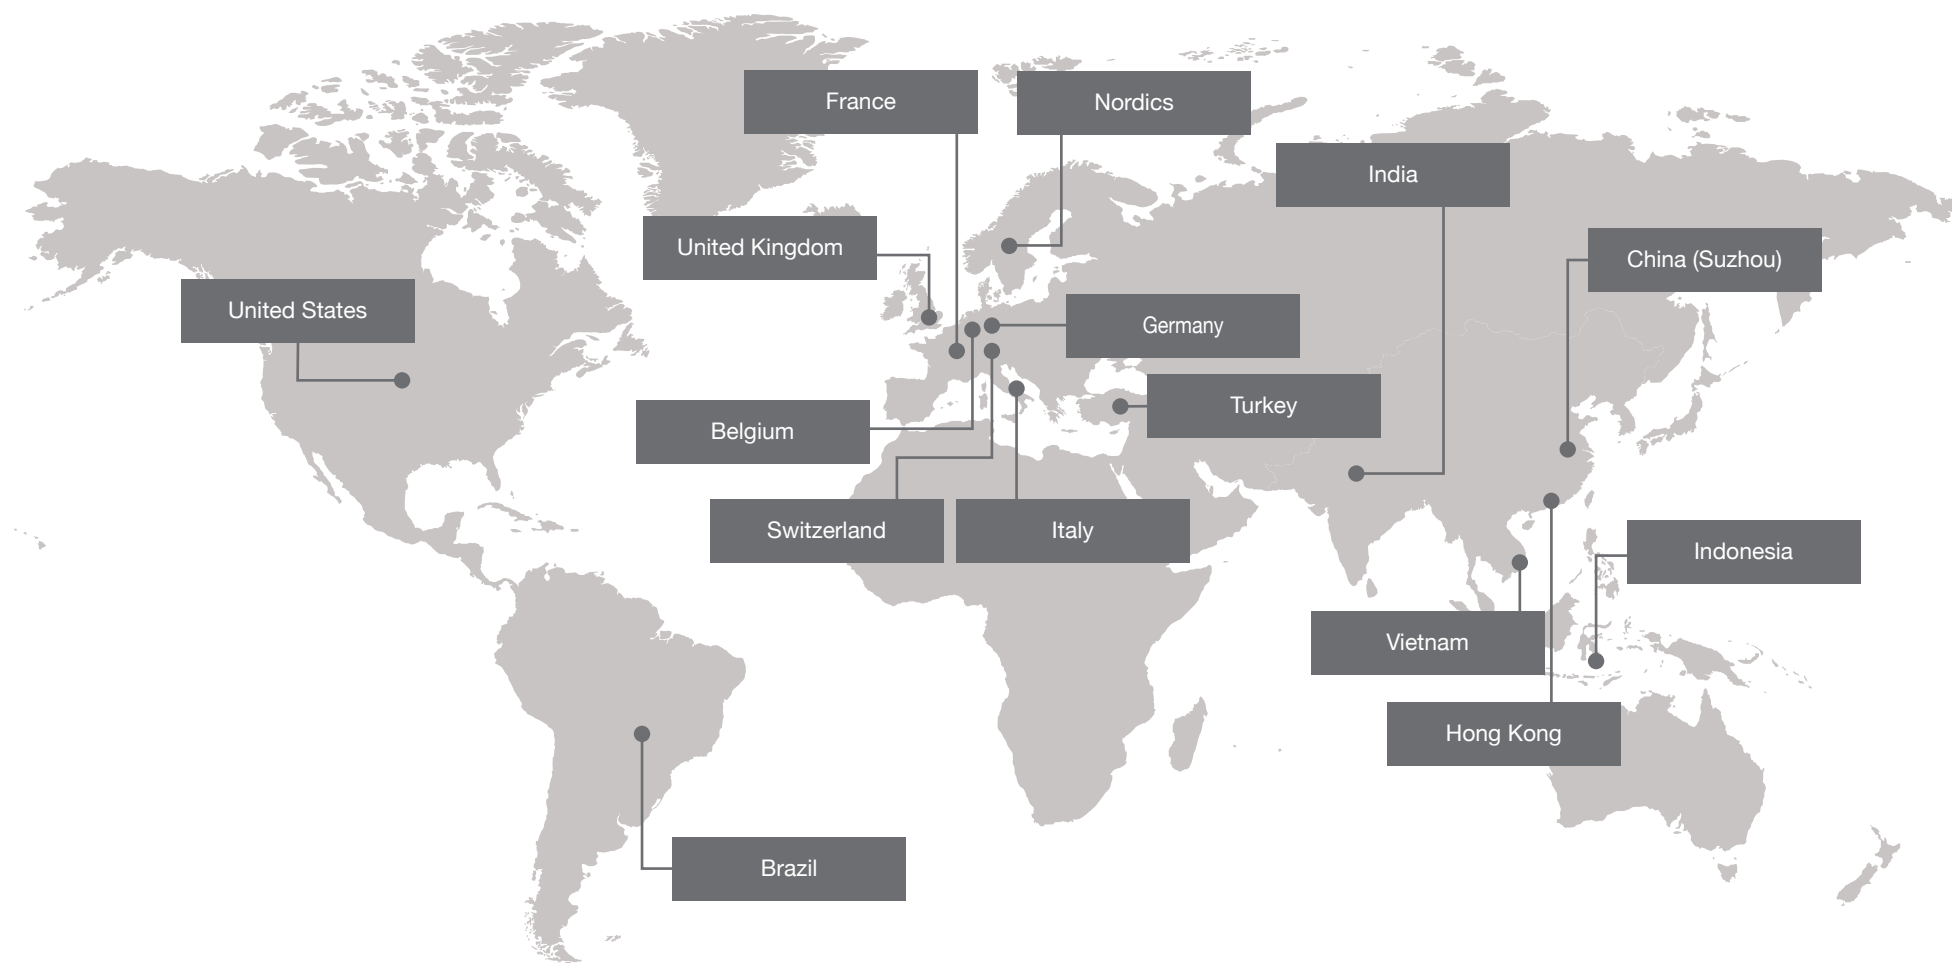 France
Nordics
India
United Kingdom
China (Suzhou)
United States
Germany
Turkey
Belgium
Switzerland
Italy
Indonesia
Vietnam
Hong Kong
Brazil